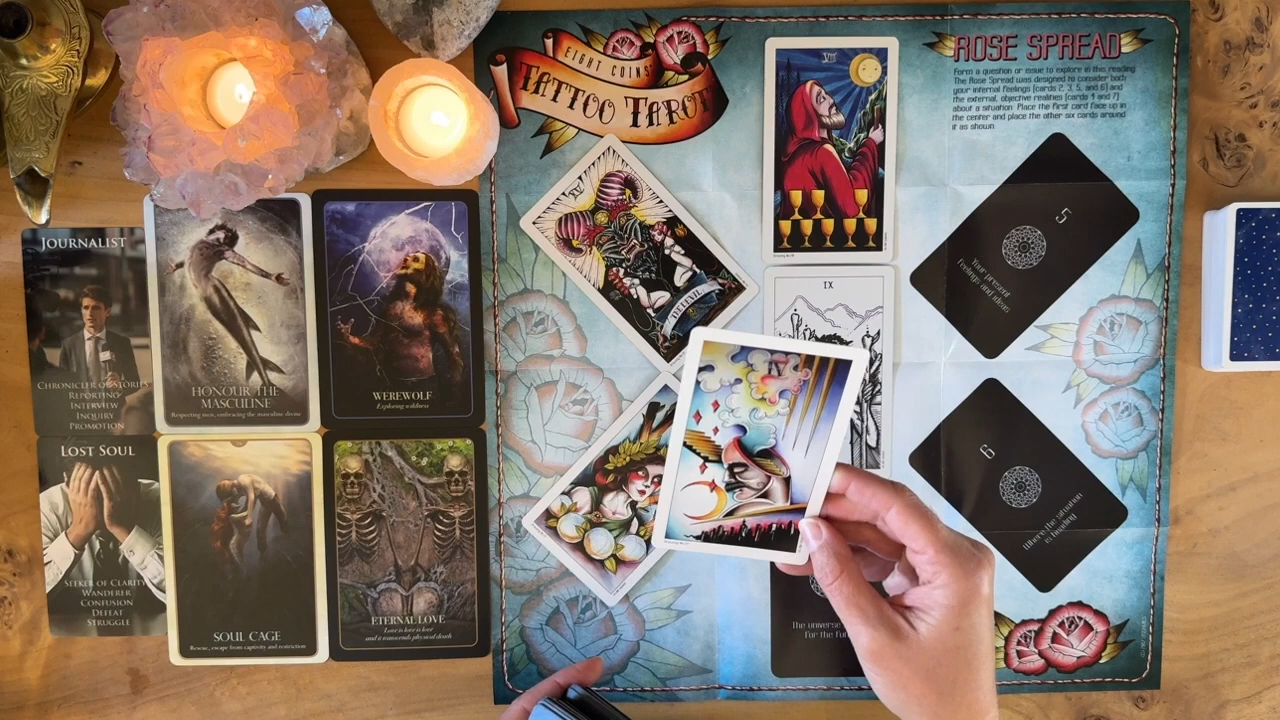 EIGHT COINS'
TATTOO TAROT
ROSE SPREAD
Form a question or issue to explore in this reading.
The Rose Spread was designed to consider both
your internal feelings (cards 2, 3, 5, and 6) and
the external, objective realities (cards 4 and 7)
about a situation. Place the first card face up in
the center and place the other six cards around
it as shown.
VIII
XV
BELIEVE
IX
5
Your present
feelings and ideas
6
Where the situation
is heading
The universe
For the
JOURNALIST
CHRONICLER OF STORIES
REPORTING
INTERVIEW
INQUIRY
PROMOTION
HONOUR THE
MASCULINE
Respecting men, embracing the masculine divine
WEREWOLF
Exploring wildness
LOST SOUL
SEEKER OF CLARITY
WANDERER
CONFUSION
DEFEAT
STRUGGLE
SOUL CAGE
Rescue, escape from captivity and restriction
ETERNAL LOVE
Love is love is love
and it transcends physical death